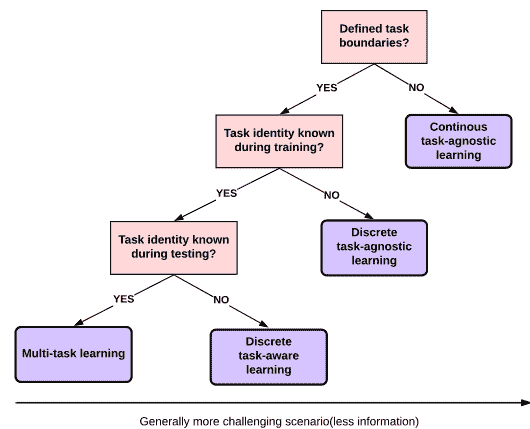 Defined task
boundaries?
YES
NO
Task identity known
during training?
Continous
task-agnostic
learning
YES
NO
Task identity known
during testing?
Discrete
task-agnostic
learning
YES
NO
Multi-task learning
Discrete
task-aware
learning
Generally more challenging scenario(less information)